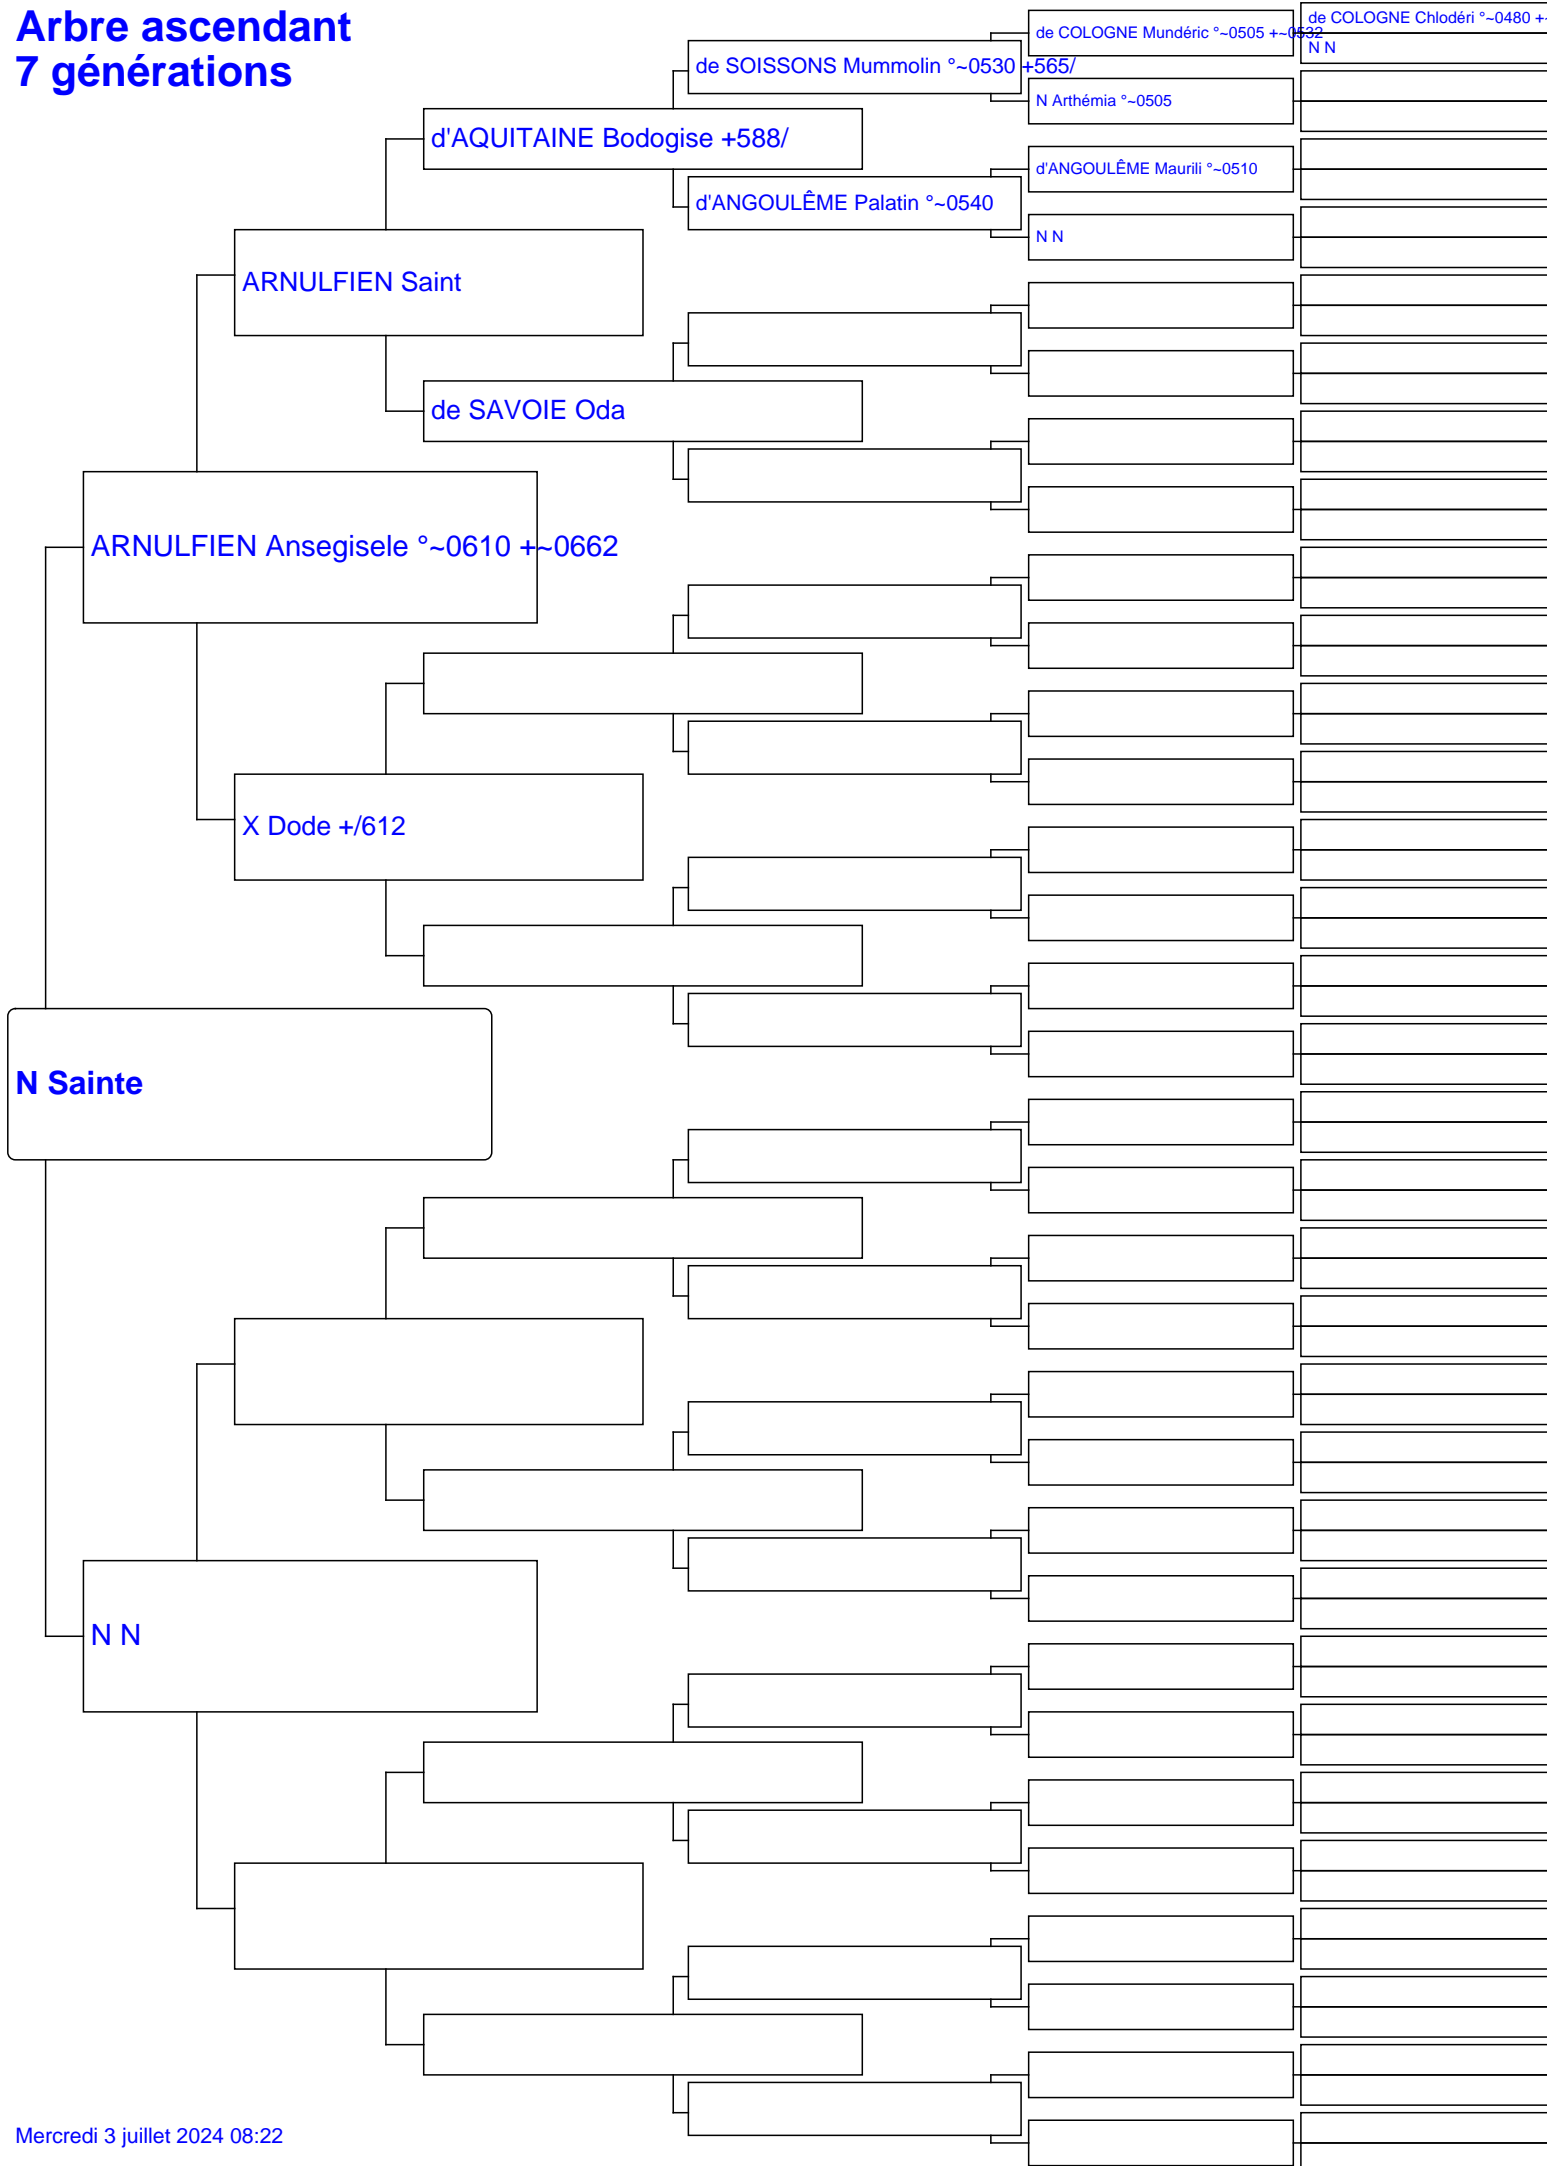 Arbre ascendant
7 générations
de COLOGNE Chlodéri °~0480 +~
de COLOGNE Mundéric °~0505 +~0532
N N
de SOISSONS Mummolin °~0530 +565/
N Arthémia °~0505
d'AQUITAINE Bodogise +588/
d'ANGOULÊME Maurili °~0510
d'ANGOULÊME Palatin °~0540
N N
ARNULFIEN Saint
de SAVOIE Oda
ARNULFIEN Ansegisele °~0610 +~0662
X Dode +/612
N Sainte
N N
Mercredi 3 juillet 2024 08:22